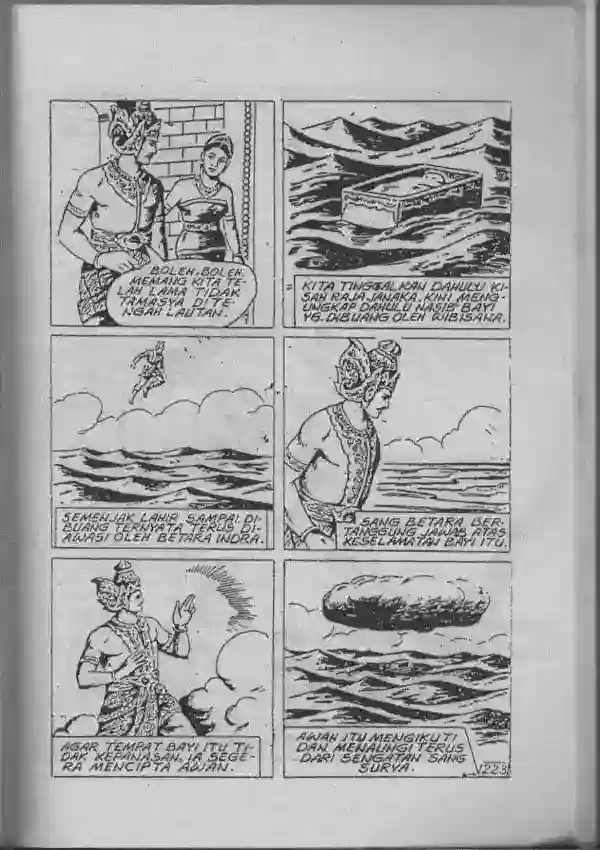 BOLEH, BOLEH.
MEMANG KITA TE-
LAH LAMA TIDAK
TAMASYA DI TE-
NGAH LAUTAN.
KITA TINGGALKAN DAHULU KI-
SAH RAJA JANAKA. KINI MENG-
UNGKAP DAHULU NASIB BAYI
YG. DIBUANG OLEH WIBISANA.
SEMENJAK LAHIR SAMPAI DI-
BUANG TERNYATA TERUS DI-
AWASI OLEH BETARA INDRA.
SANG BETARA BER-
TANGGUNG JAWAB ATAS
KESELAMATAN BAYI ITU.
AGAR TEMPAT BAYI ITU TI-
DAK KEPANASAN, IA SEGE-
RA MENCIPTA AWAN.
AWAN ITU MENGIKUTI
DAN MENAUNGI TERUS
DARI SENGATAN SANG
SURYA.
223